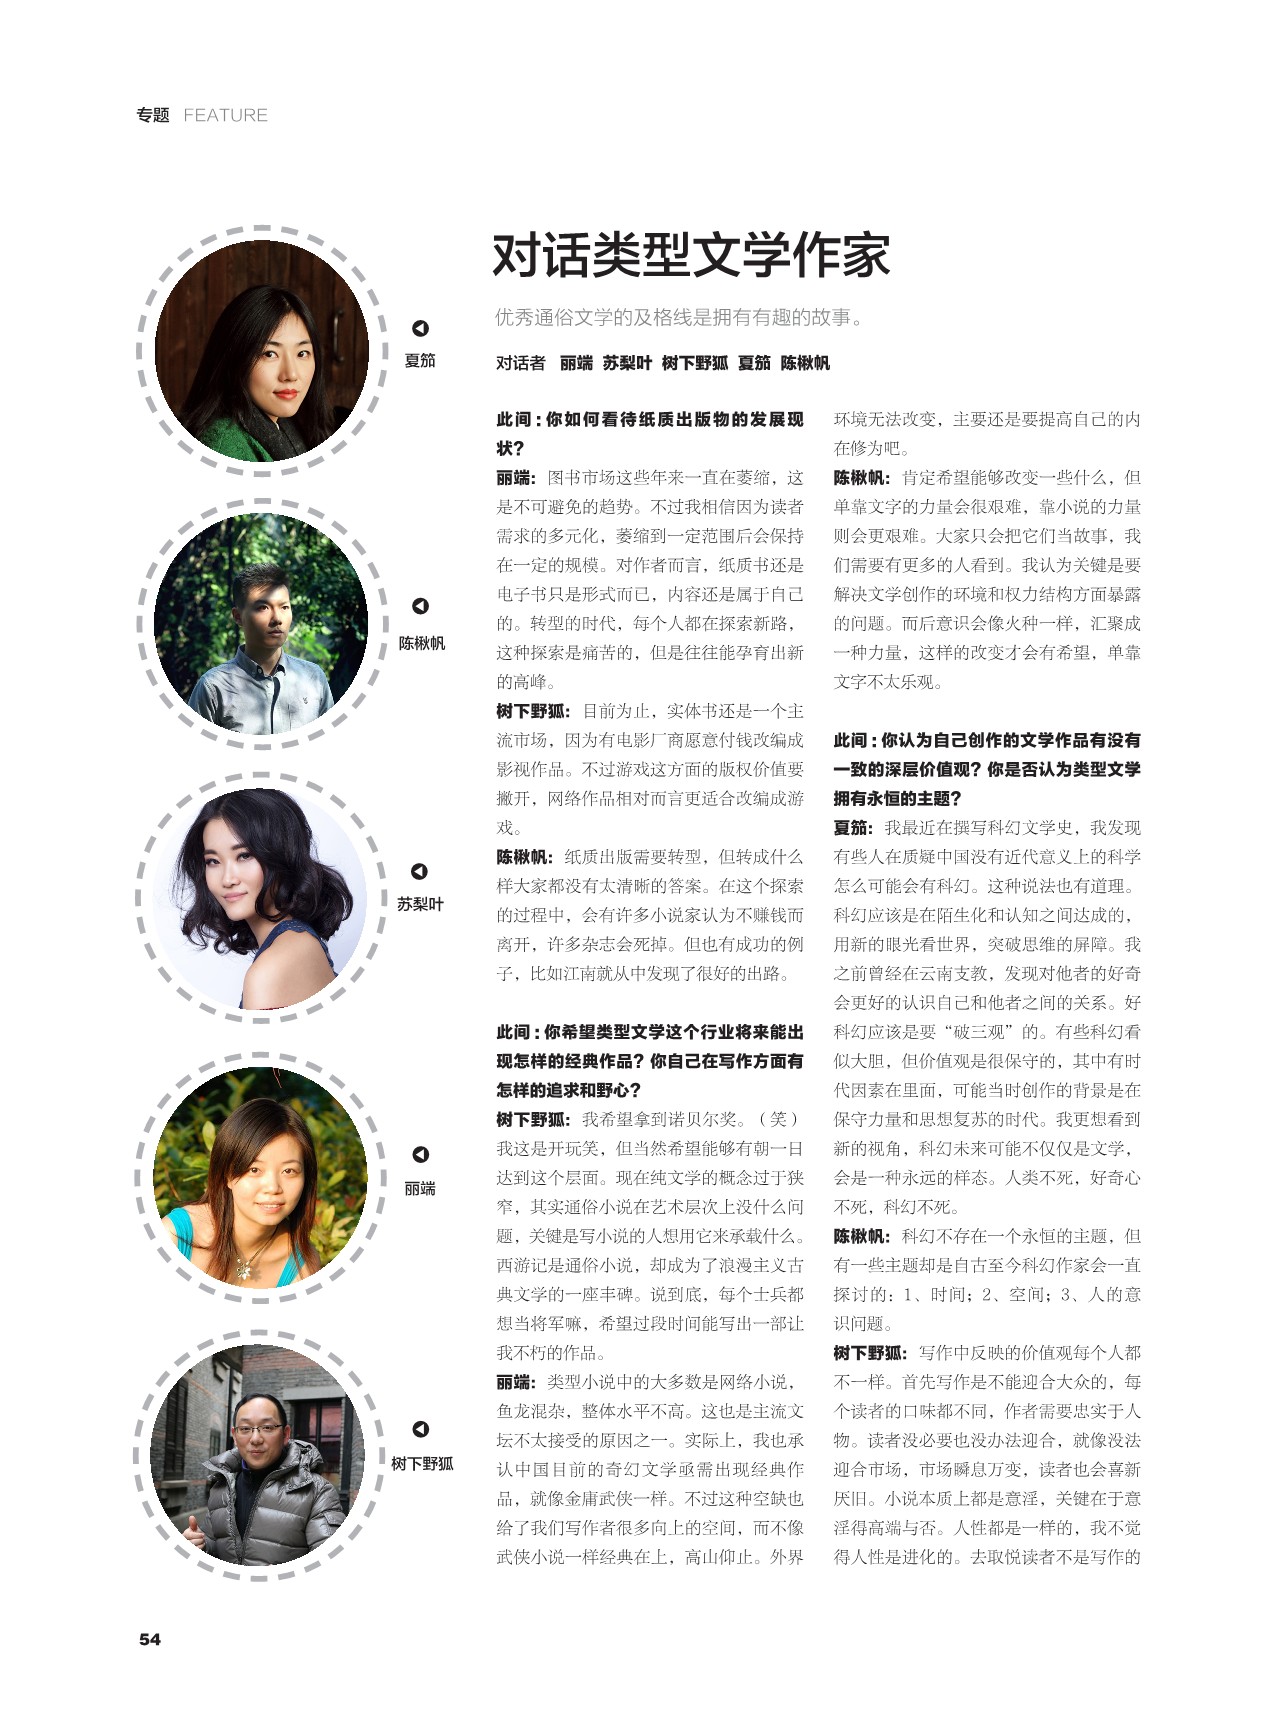 专题 FEATURE
夏笳
陈楸帆
苏梨叶
丽端
树下野狐
对话类型文学作家
优秀通俗文学的及格线是拥有有趣的故事。
对话者 丽端 苏梨叶 树下野狐 夏笳 陈楸帆
此间：你如何看待纸质出版物的发展现
状？
丽端：图书市场这些年来一直在萎缩，这
是不可避免的趋势。不过我相信因为读者
需求的多元化，萎缩到一定范围后会保持
在一定的规模。对作者而言，纸质书还是
电子书只是形式而已，内容还是属于自己
的。转型的时代，每个人都在探索新路，
这种探索是痛苦的，但是往往能孕育出新
的高峰。
树下野狐：目前为止，实体书还是一个主
流市场，因为有电影厂商愿意付钱改编成
影视作品。不过游戏这方面的版权价值要
撇开，网络作品相对而言更适合改编成游
戏。
陈楸帆：纸质出版需要转型，但转成什么
样大家都没有太清晰的答案。在这个探索
的过程中，会有许多小说家认为不赚钱而
离开，许多杂志会死掉。但也有成功的例
子，比如江南就从中发现了很好的出路。
此间：你希望类型文学这个行业将来能出
现怎样的经典作品？你自己在写作方面有
怎样的追求和野心？
树下野狐：我希望拿到诺贝尔奖。（笑）
我这是开玩笑，但当然希望能够有朝一日
达到这个层面。现在纯文学的概念过于狭
窄，其实通俗小说在艺术层次上没什么问
题，关键是写小说的人想用它来承载什么。
西游记是通俗小说，却成为了浪漫主义古
典文学的一座丰碑。说到底，每个士兵都
想当将军嘛，希望过段时间能写出一部让
我不朽的作品。
丽端：类型小说中的大多数是网络小说，
鱼龙混杂，整体水平不高。这也是主流文
坛不太接受的原因之一。实际上，我也承
认中国目前的奇幻文学亟需出现经典作
品，就像金庸武侠一样。不过这种空缺也
给了我们写作者很多向上的空间，而不像
武侠小说一样经典在上，高山仰止。外界
环境无法改变，主要还是要提高自己的内
在修为吧。
陈楸帆：肯定希望能够改变一些什么，但
单靠文字的力量会很艰难，靠小说的力量
则会更艰难。大家只会把它们当故事，我
们需要有更多的人看到。我认为关键是要
解决文学创作的环境和权力结构方面暴露
的问题。而后意识会像火种一样，汇聚成
一种力量，这样的改变才会有希望，单靠
文字不太乐观。
此间：你认为自己创作的文学作品有没有
一致的深层价值观？你是否认为类型文学
拥有永恒的主题？
夏笳：我最近在撰写科幻文学史，我发现
有些人在质疑中国没有近代意义上的科学
怎么可能会有科幻。这种说法也有道理。
科幻应该是在陌生化和认知之间达成的，
用新的眼光看世界，突破思维的屏障。我
之前曾经在云南支教，发现对他者的好奇
会更好的认识自己和他者之间的关系。好
科幻应该是要“破三观”的。有些科幻看
似大胆，但价值观是很保守的，其中有时
代因素在里面，可能当时创作的背景是在
保守力量和思想复苏的时代。我更想看到
新的视角，科幻未来可能不仅仅是文学，
会是一种永远的样态。人类不死，好奇心
不死，科幻不死。
陈楸帆：科幻不存在一个永恒的主题，但
有一些主题却是自古至今科幻作家会一直
探讨的：1、时间；2、空间；3、人的意
识问题。
树下野狐：写作中反映的价值观每个人都
不一样。首先写作是不能迎合大众的，每
个读者的口味都不同，作者需要忠实于人
物。读者没必要也没办法迎合，就像没法
迎合市场，市场瞬息万变，读者也会喜新
厌旧。小说本质上都是意淫，关键在于意
淫得高端与否。人性都是一样的，我不觉
得人性是进化的。去取悦读者不是写作的
54